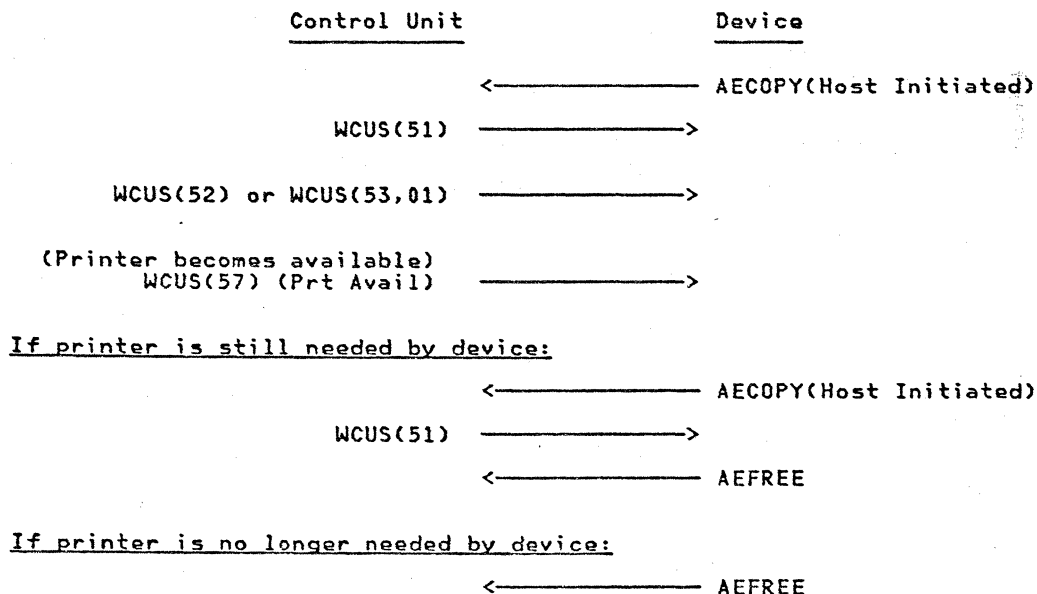 Control Unit Device
<———————— AECOPY(Host Initiated)
WCUS(51) ————————>
WCUS(52) or WCUS(53,01) ————————>
(Printer becomes available)
WCUS(57) (Prt Avail) ————————>
If printer is still needed by device:
<———————— AECOPY(Host Initiated)
WCUS(51) ————————>
<———————— AEFREE
If printer is no longer needed by device:
<———————— AEFREE